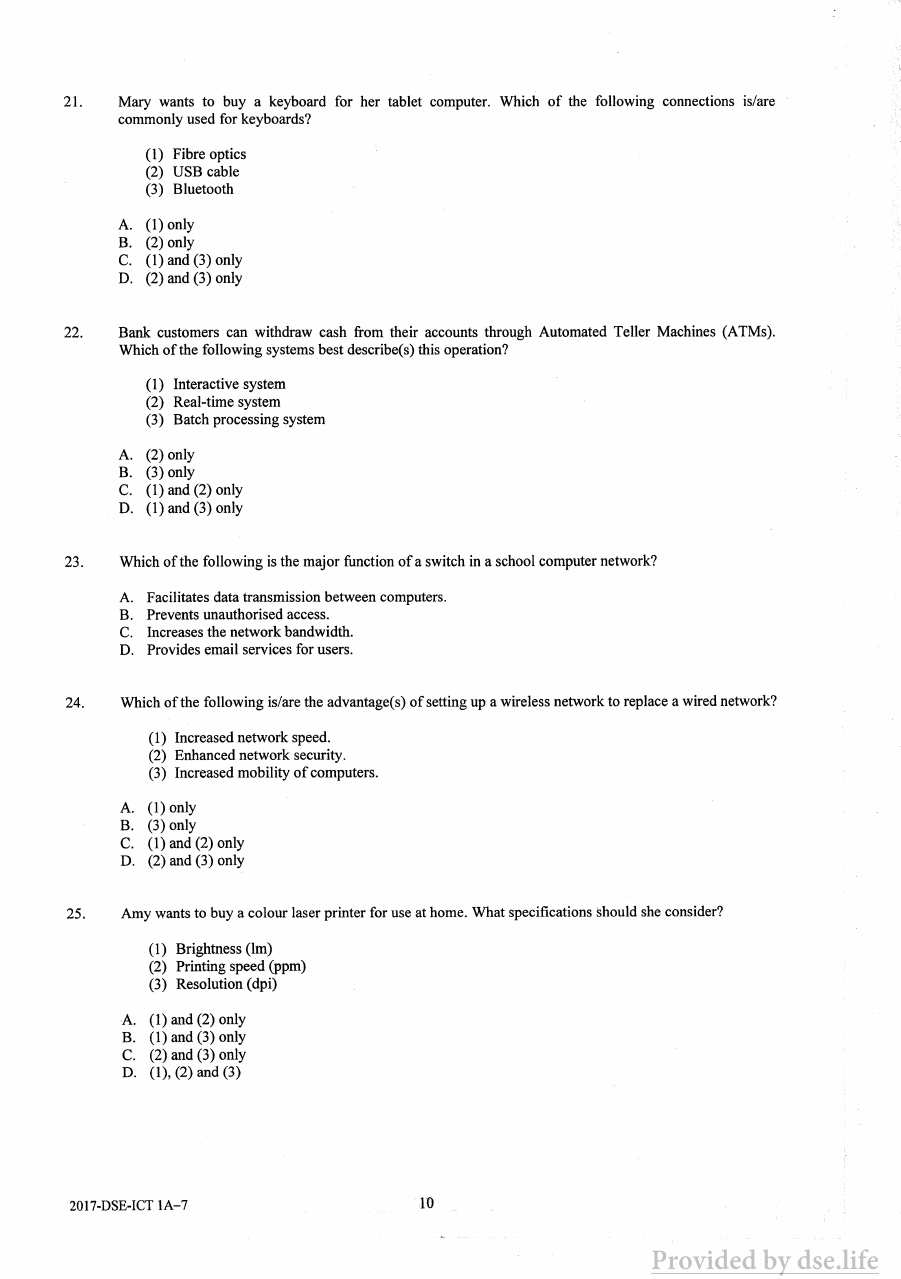 21. Mary wants to buy a keyboard for her tablet computer. Which of the following connections is/are
commonly used for keyboards?
(1) Fibre optics
(2) USB cable
(3) Bluetooth
A. (1) only
B. (2) only
C. (1) and (3) only
D. (2) and (3) only
22. Bank customers can withdraw cash from their accounts through Automated Teller Machines (ATMs).
Which of the following systems best describe(s) this operation?
(1) Interactive system
(2) Real-time system
(3) Batch processing system
A. (2) only
B. (3) only
C. (1) and (2) only
D. (1) and (3) only
23. Which of the following is the major function of a switch in a school computer network?
A. Facilitates data transmission between computers.
B. Prevents unauthorised access.
C. Increases the network bandwidth.
D. Provides email services for users.
24. Which of the following is/are the advantage(s) of setting up a wireless network to replace a wired network?
(1) Increased network speed.
(2) Enhanced network security.
(3) Increased mobility of computers.
A. (1) only
B. (3) only
C. (1) and (2) only
D. (2) and (3) only
25. Amy wants to buy a colour laser printer for use at home. What specifications should she consider?
(1) Brightness (lm)
(2) Printing speed (ppm)
(3) Resolution (dpi)
A. (1) and (2) only
B. (1) and (3) only
C. (2) and (3) only
D. (1), (2) and (3)
2017-DSE-ICT 1A–7 10
Provided by dse.life